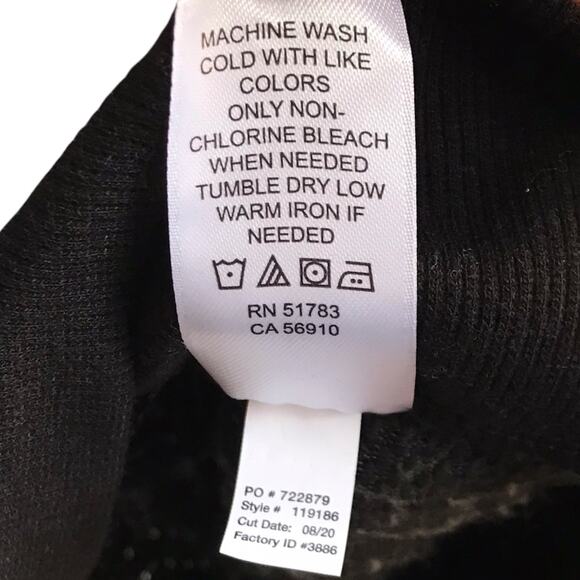 MACHINE WASH
COLD WITH LIKE
COLORS
ONLY NON-
CHLORINE BLEACH
WHEN NEEDED
TUMBLE DRY LOW
WARM IRON IF
NEEDED
RN 51783
CA 56910
PO # 722879
Style # 119186
Cut Date: 08/20
Factory ID #3886